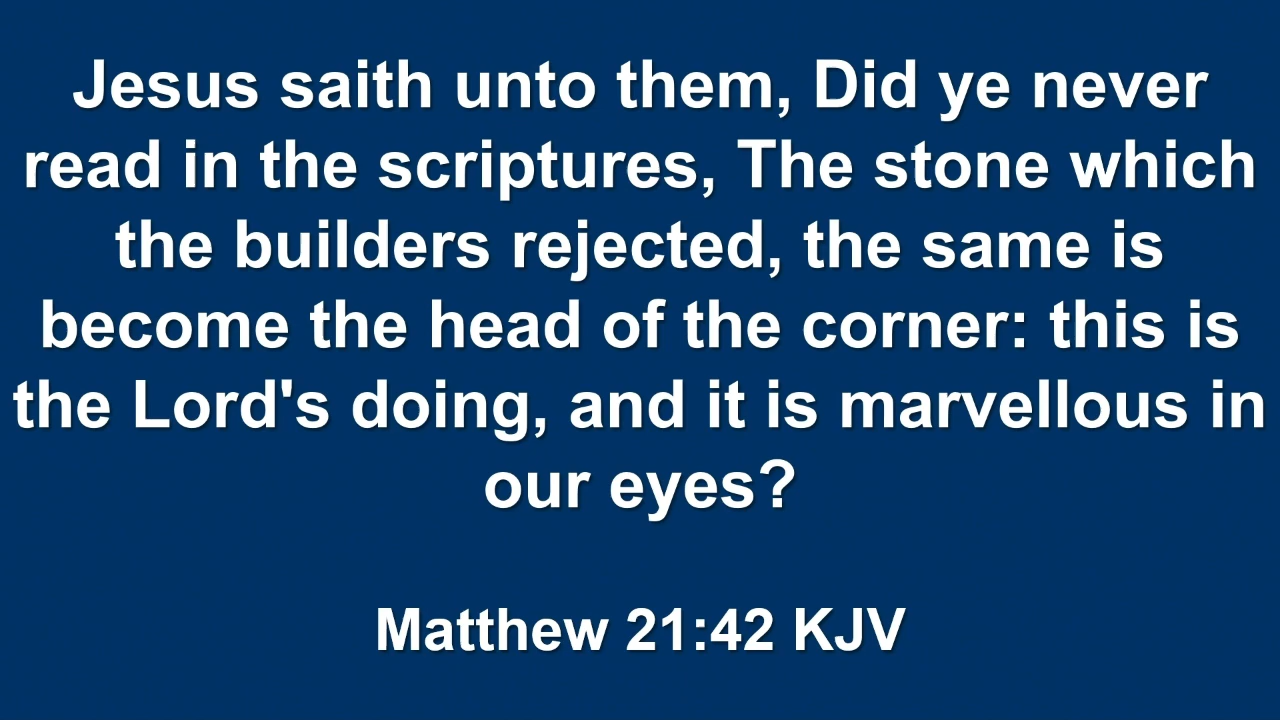 Jesus saith unto them, Did ye never
read in the scriptures, The stone which
the builders rejected, the same is
become the head of the corner: this is
the Lord's doing, and it is marvellous in
our eyes?
Matthew 21:42 KJV